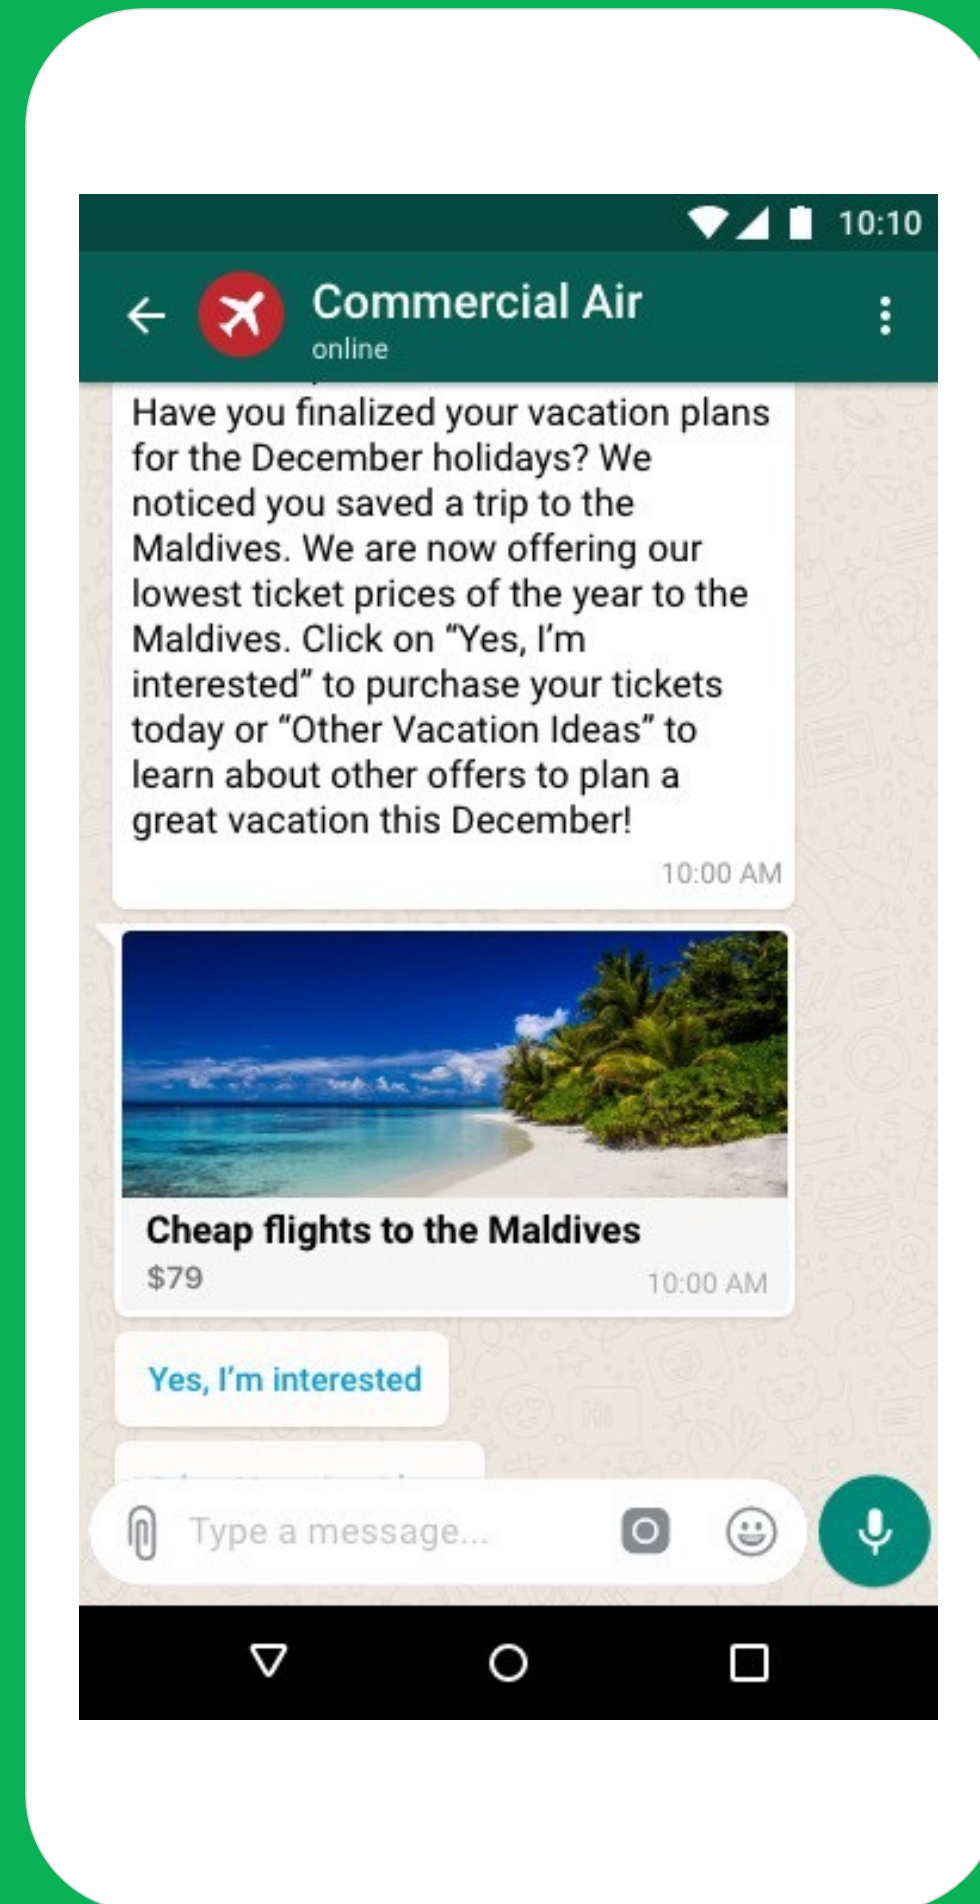 10:10
Commercial Air
online
Have you finalized your vacation plans
for the December holidays? We
noticed you saved a trip to the
Maldives. We are now offering our
lowest ticket prices of the year to the
Maldives. Click on “Yes, I’m
interested” to purchase your tickets
today or “Other Vacation Ideas” to
learn about other offers to plan a
great vacation this December!
10:00 AM
Cheap flights to the Maldives
$79
10:00 AM
Yes, I’m interested
Type a message...